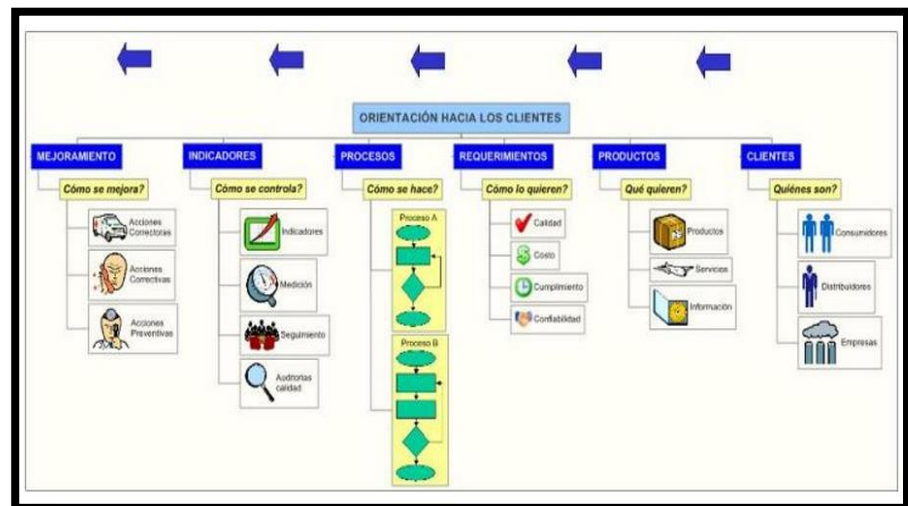 ORIENTACIÓN HACIA LOS CLIENTES
MEJORAMIENTO
Cómo se mejora?
Acciones
Correctoras
Acciones
Correctivas
Acciones
Preventivas
INDICADORES
Cómo se controla?
Indicadores
Medición
Seguimiento
Auditorias
calidad
PROCESOS
Cómo se hace?
Proceso A
Proceso B
REQUERIMIENTOS
Cómo lo quieren?
Calidad
Costo
Cumplimiento
Confiabilidad
PRODUCTOS
Qué quieren?
Productos
Servicios
Información
CLIENTES
Quiénes son?
Consumidores
Distribuidores
Empresas